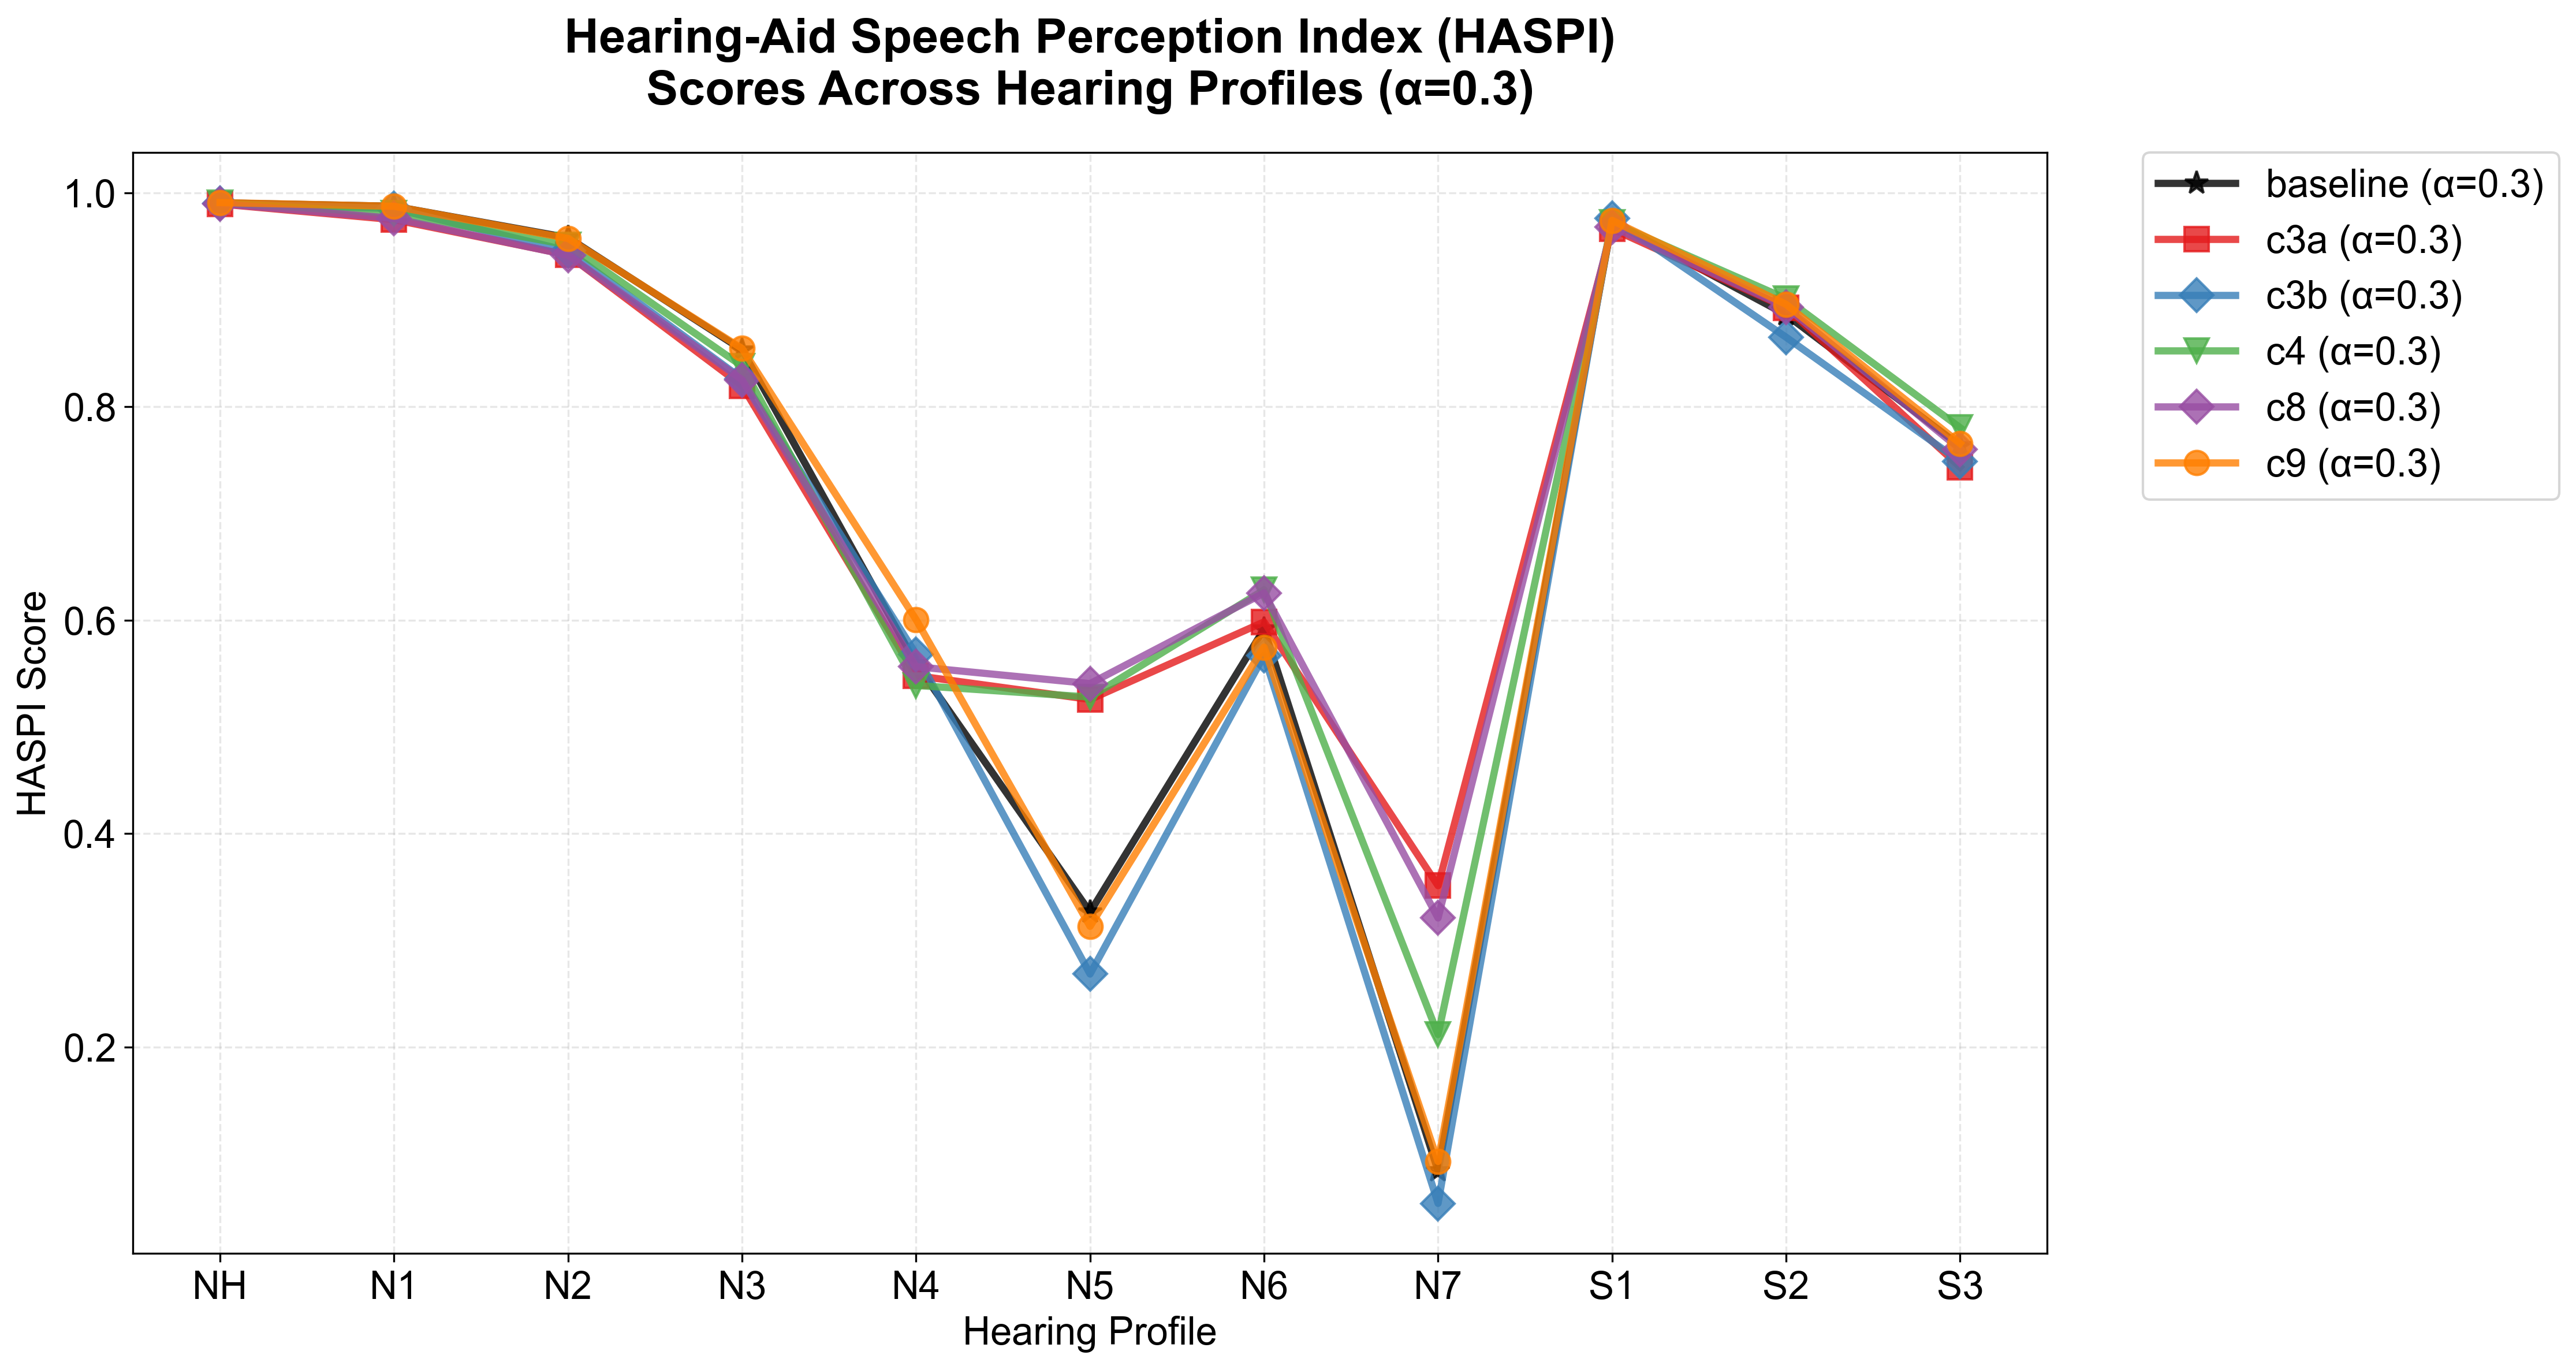 Hearing-Aid Speech Perception Index (HASPI)
Scores Across Hearing Profiles (α=0.3)
baseline (α=0.3)
c3a (α=0.3)
c3b (α=0.3)
c4 (α=0.3)
c8 (α=0.3)
c9 (α=0.3)
HASPI Score
1.0
0.8
0.6
0.4
0.2
NH N1 N2 N3 N4 N5 N6 N7 S1 S2 S3
Hearing Profile